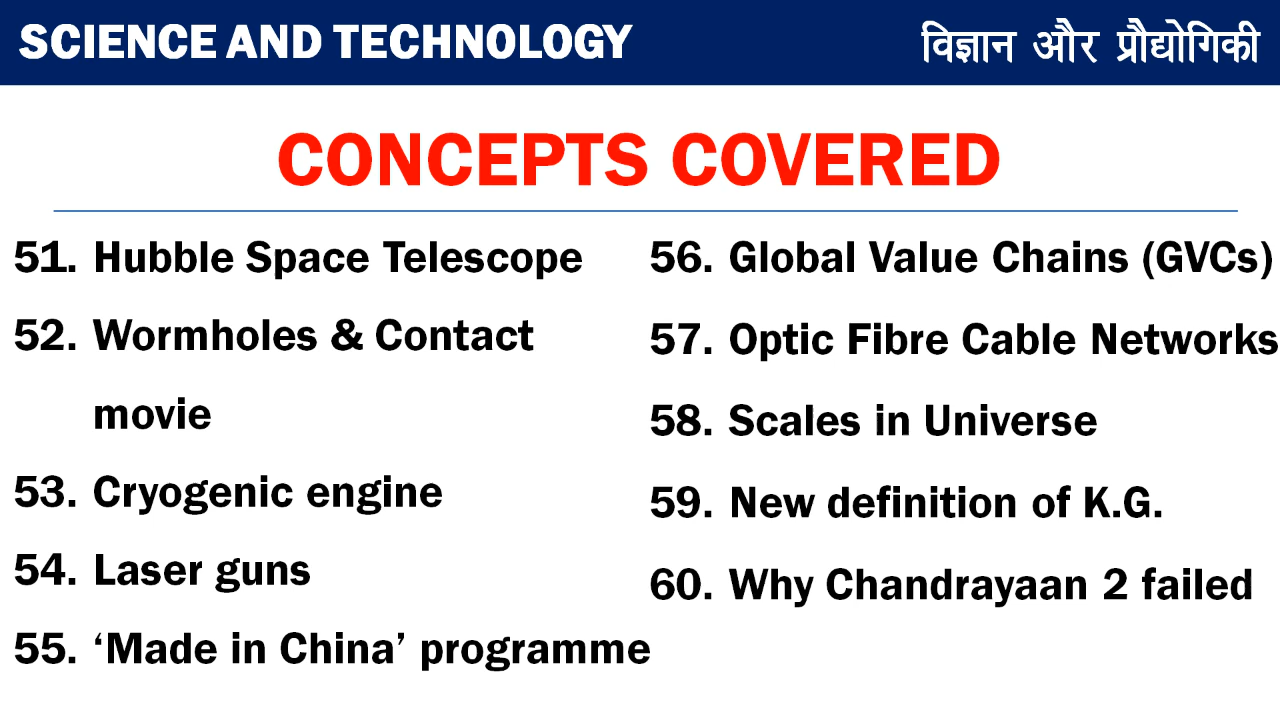 SCIENCE AND TECHNOLOGY
विज्ञान और प्रौद्योगिकी
CONCEPTS COVERED
51. Hubble Space Telescope
52. Wormholes & Contact
movie
53. Cryogenic engine
54. Laser guns
55. ‘Made in China’ programme
56. Global Value Chains (GVCs)
57. Optic Fibre Cable Networks
58. Scales in Universe
59. New definition of K.G.
60. Why Chandrayaan 2 failed